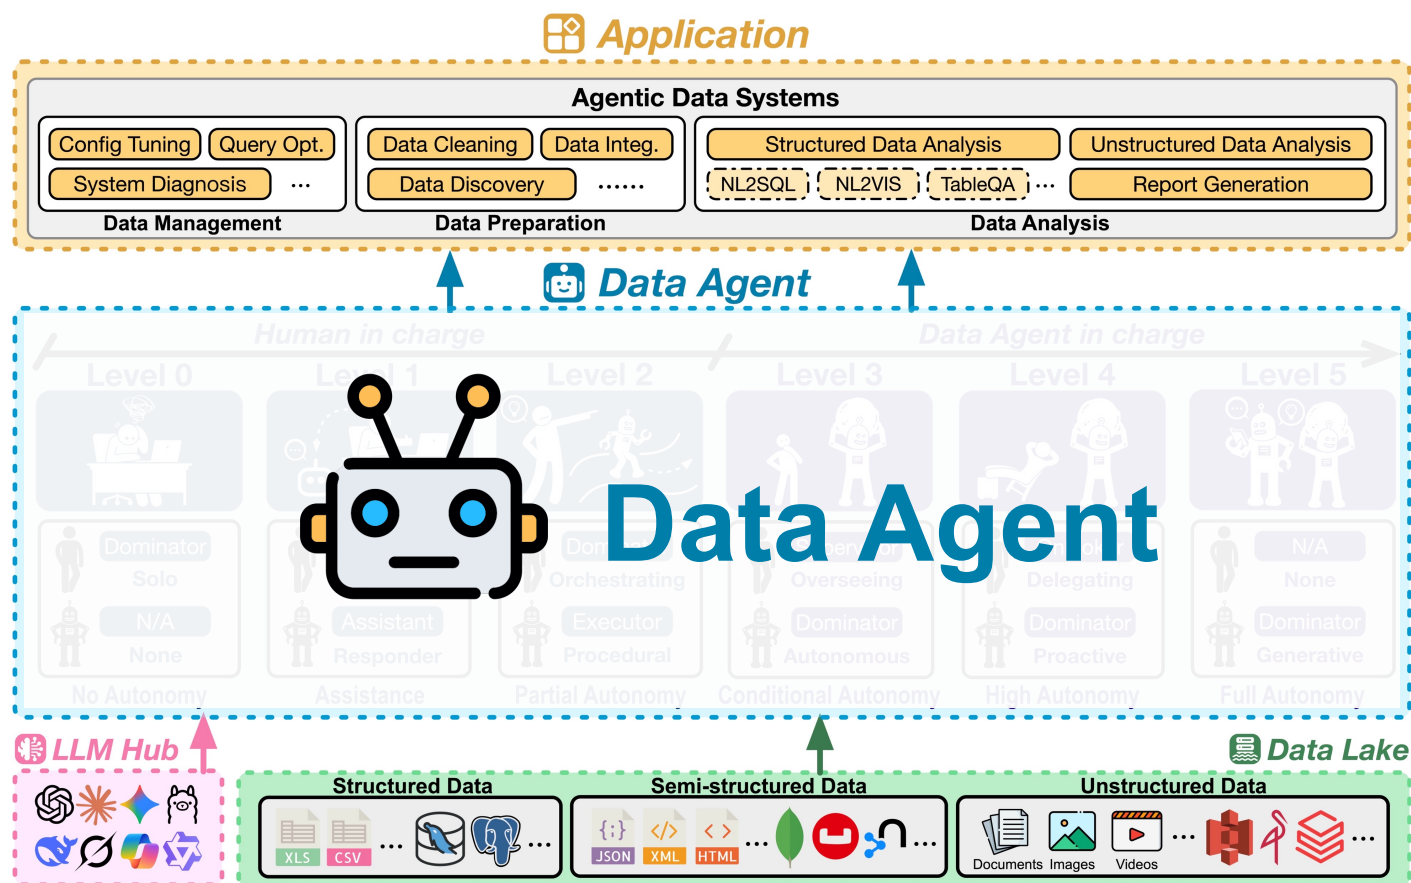 Application
Agentic Data Systems
Config Tuning Query Opt.
System Diagnosis ...
Data Management
Data Cleaning Data Integ.
Data Discovery ......
Data Preparation
Structured Data Analysis Unstructured Data Analysis
NL2SQL NL2VIS TableQA ... Report Generation
Data Analysis
Data Agent
Human in charge Data Agent in charge
Level 0 Level 1 Level 2 Level 3 Level 4 Level 5
Data Agent
Dominator
Solo
N/A
None
No Autonomy
Assistant
Responder
Assistance
Orchestrating
Executor
Procedural
Partial Autonomy
Overseeing
Dominator
Autonomous
Conditional Autonomy
Delegating
Dominator
Proactive
High Autonomy
N/A
None
Dominator
Generative
Full Autonomy
LLM Hub
Data Lake
Structured Data
XLS CSV ... ...
Semi-structured Data
JSON XML HTML ... ...
Unstructured Data
Documents Images Videos ... ...